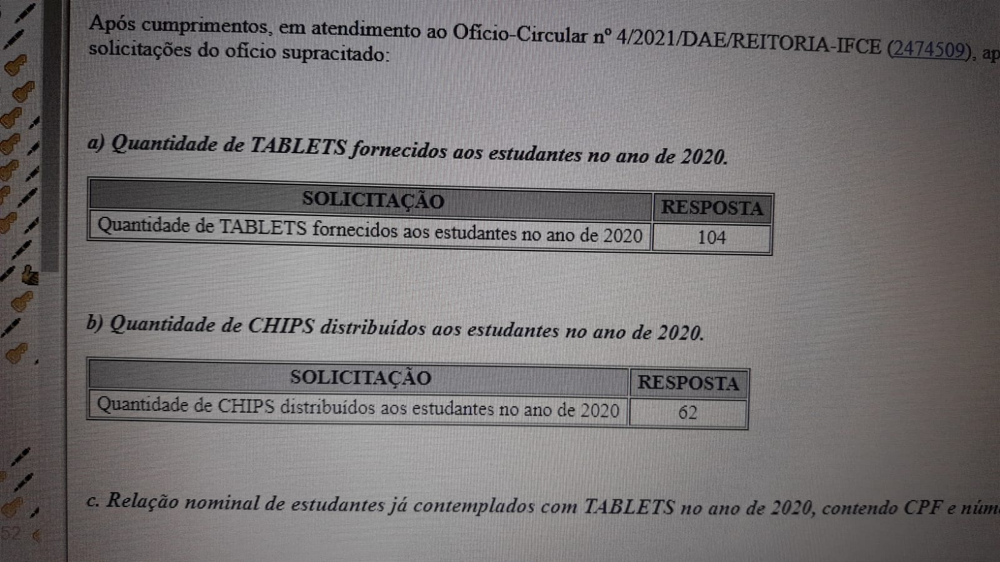 Após cumprimentos, em atendimento ao Ofício-Circular nº 4/2021/DAE/REITORIA-IFCE (2474509), ap
solicitações do ofício supracitado:
a) Quantidade de TABLETS fornecidos aos estudantes no ano de 2020.
SOLICITAÇÃO RESPOSTA
Quantidade de TABLETS fornecidos aos estudantes no ano de 2020 104
b) Quantidade de CHIPS distribuídos aos estudantes no ano de 2020.
SOLICITAÇÃO RESPOSTA
Quantidade de CHIPS distribuídos aos estudantes no ano de 2020 62
c. Relação nominal de estudantes já contemplados com TABLETS no ano de 2020, contendo CPF e núm
52